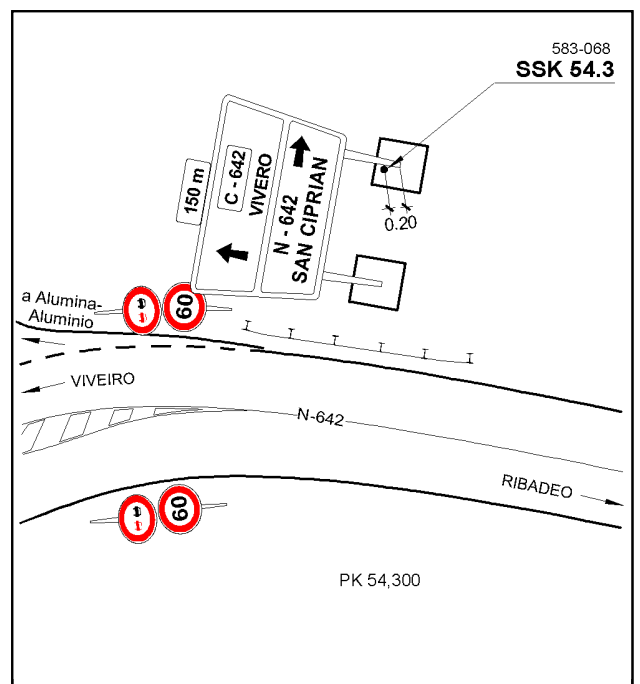 583-068
SSK 54.3
150 m
C - 642
VIVERO
N - 642
SAN CIPRIAN
0.20
a Alumina-
Aluminio
60
VIVEIRO
N-642
RIBADEO
60
PK 54,300